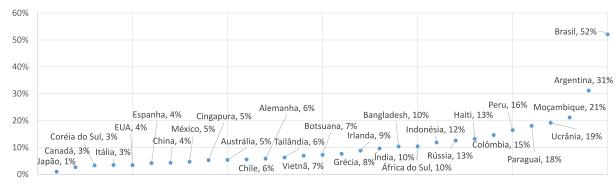 60%
50%
40%
30%
20%
10%
0%
Japão, 1%
Canadá, 3%
Coréia do Sul, 3%
Itália, 3%
EUA, 4%
Espanha, 4%
China, 4%
México, 5%
Cingapura, 5%
Austrália, 5%
Chile, 6%
Alemanha, 6%
Tailândia, 6%
Vietnã, 7%
Botsuana, 7%
Grécia, 8%
Irlanda, 9%
Índia, 10%
Bangladesh, 10%
África do Sul, 10%
Indonésia, 12%
Rússia, 13%
Haiti, 13%
Colômbia, 15%
Peru, 16%
Paraguai, 18%
Ucrânia, 19%
Moçambique, 21%
Argentina, 31%
Brasil, 52%